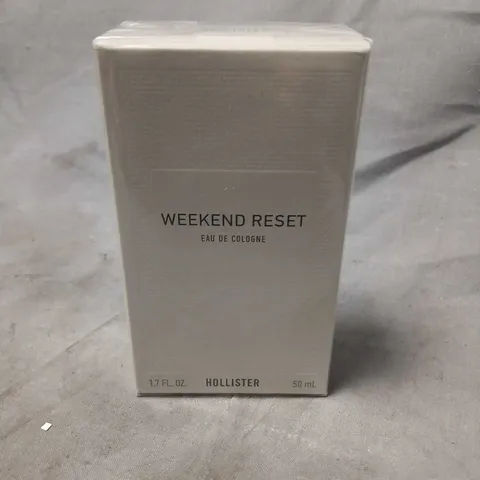 WEEKEND RESET
EAU DE COLOGNE
1.7 FL. OZ. HOLLISTER 50 mL